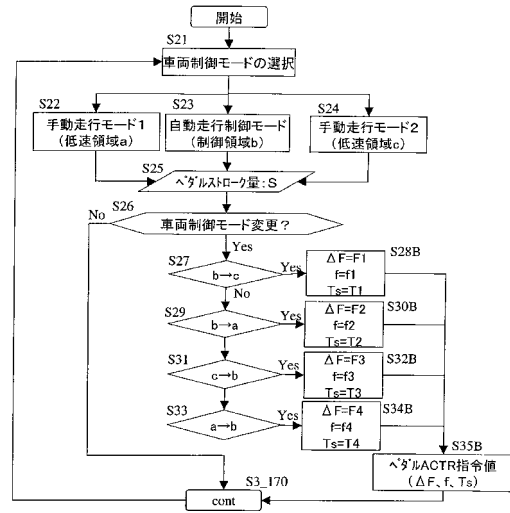 開始
S21
車両制御モードの選択
S22
手動走行モード1
(低速領域a)
S23
自動走行制御モード
(制御領域b)
S24
手動走行モード2
(低速領域c)
S25
ペダルストローク量:S
S26
No
車両制御モード変更?
Yes
S27
b→c
Yes
ΔF=F1
f=f1
Ts=T1
S28B
No
S29
b→a
Yes
ΔF=F2
f=f2
Ts=T2
S30B
S31
c→b
Yes
ΔF=F3
f=f3
Ts=T3
S32B
S33
a→b
Yes
ΔF=F4
f=f4
Ts=T4
S34B
S35B
ペダルACTR指令値
(ΔF、f、Ts)
S3_170
cont